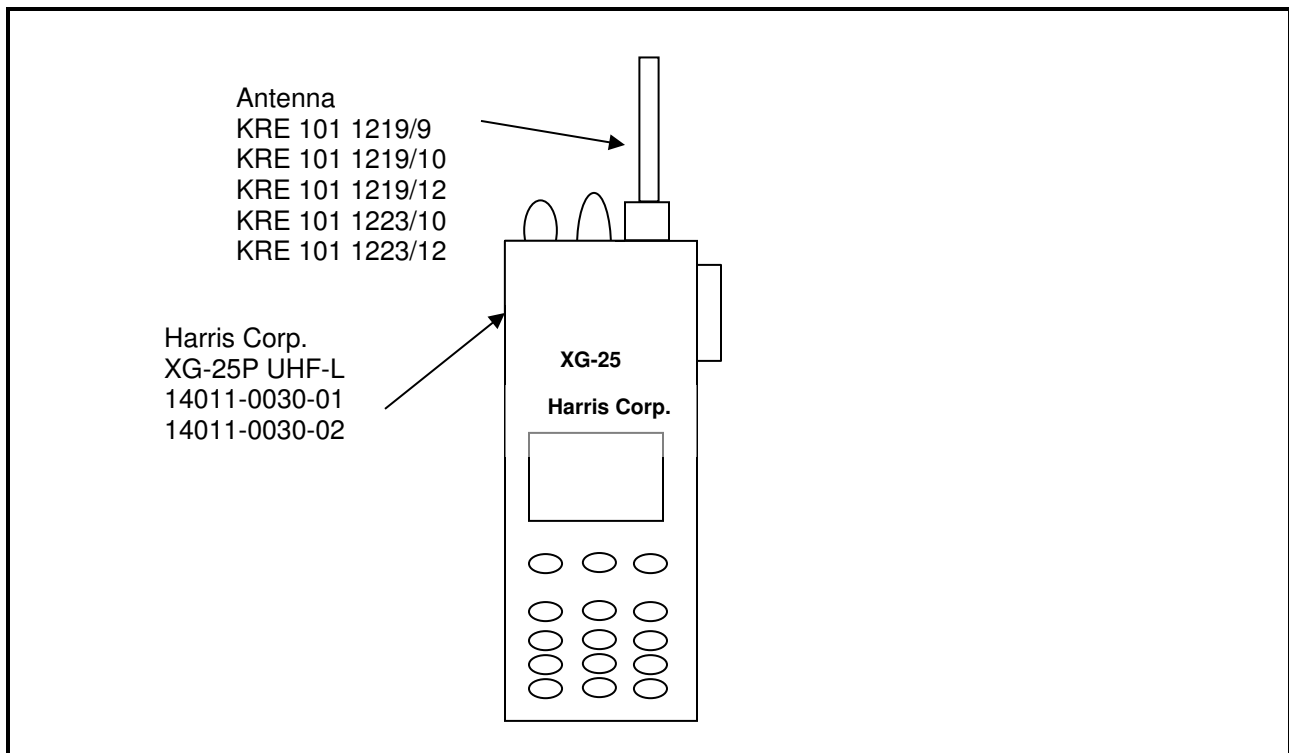 Antenna
KRE 101 1219/9
KRE 101 1219/10
KRE 101 1219/12
KRE 101 1223/10
KRE 101 1223/12
Harris Corp.
XG-25P UHF-L
14011-0030-01
14011-0030-02
XG-25
Harris Corp.